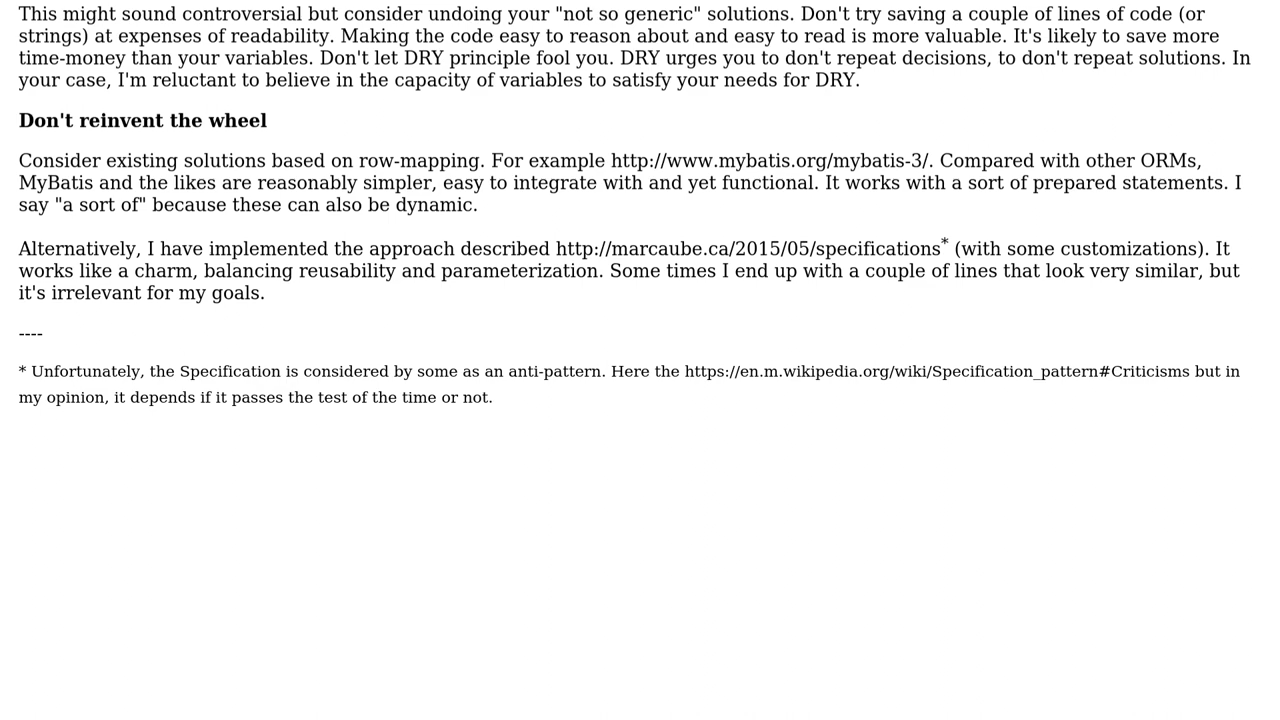 This might sound controversial but consider undoing your "not so generic" solutions. Don't try saving a couple of lines of code (or
strings) at expenses of readability. Making the code easy to reason about and easy to read is more valuable. It's likely to save more
time-money than your variables. Don't let DRY principle fool you. DRY urges you to don't repeat decisions, to don't repeat solutions. In
your case, I'm reluctant to believe in the capacity of variables to satisfy your needs for DRY.
Don't reinvent the wheel
Consider existing solutions based on row-mapping. For example http://www.mybatis.org/mybatis-3/. Compared with other ORMs,
MyBatis and the likes are reasonably simpler, easy to integrate with and yet functional. It works with a sort of prepared statements. I
say "a sort of" because these can also be dynamic.
Alternatively, I have implemented the approach described http://marcaube.ca/2015/05/specifications* (with some customizations). It
works like a charm, balancing reusability and parameterization. Some times I end up with a couple of lines that look very similar, but
it's irrelevant for my goals.
----
* Unfortunately, the Specification is considered by some as an anti-pattern. Here the https://en.m.wikipedia.org/wiki/Specification_pattern#Criticisms but in
my opinion, it depends if it passes the test of the time or not.